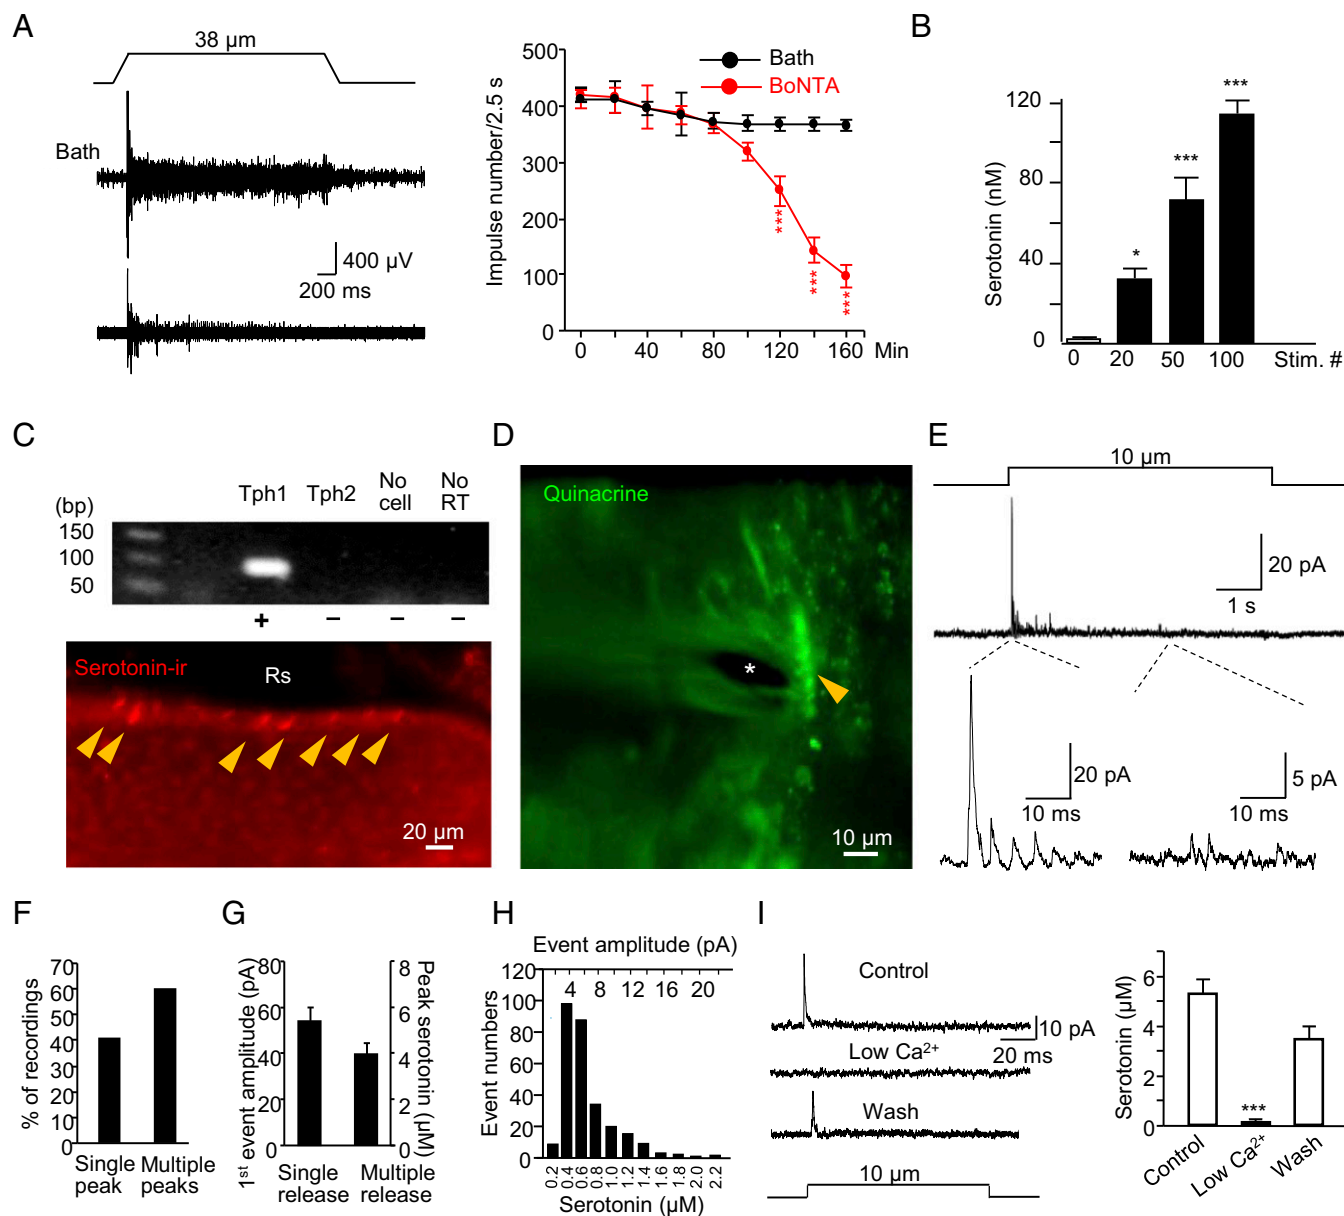 A
38 µm
Bath
400 µV
200 ms
Impulse number/2.5 s
500
400
300
200
100
0
Bath
BoNTA
***
***
***
0 40 80 120 160 Min
B
Serotonin (nM)
120
80
40
0
*
***
***
0 20 50 100 Stim. #
C
(bp)
150
100
50
Tph1 Tph2 No cell No RT
+ − − −
Serotonin-ir
Rs
20 µm
D
Quinacrine
*
10 µm
E
10 µm
20 pA
1 s
20 pA
10 ms
5 pA
10 ms
F
% of recordings
70
60
50
40
30
20
10
0
Single peak
Multiple peaks
G
1st event amplitude (pA)
80
60
40
60
0
8
6
4
2
0
Peak serotonin (µM)
Single release
Multiple release
H
Event amplitude (pA)
4 8 12 16 20
Event numbers
120
100
80
60
40
20
0
0.2 0.4 0.6 0.8 1.0 1.2 1.4 1.6 1.8 2.0 2.2
Serotonin (µM)
I
Control
10 pA
20 ms
Low Ca²⁺
Wash
10 µm
Serotonin (µM)
6
4
2
0
***
Control
Low Ca²⁺
Wash